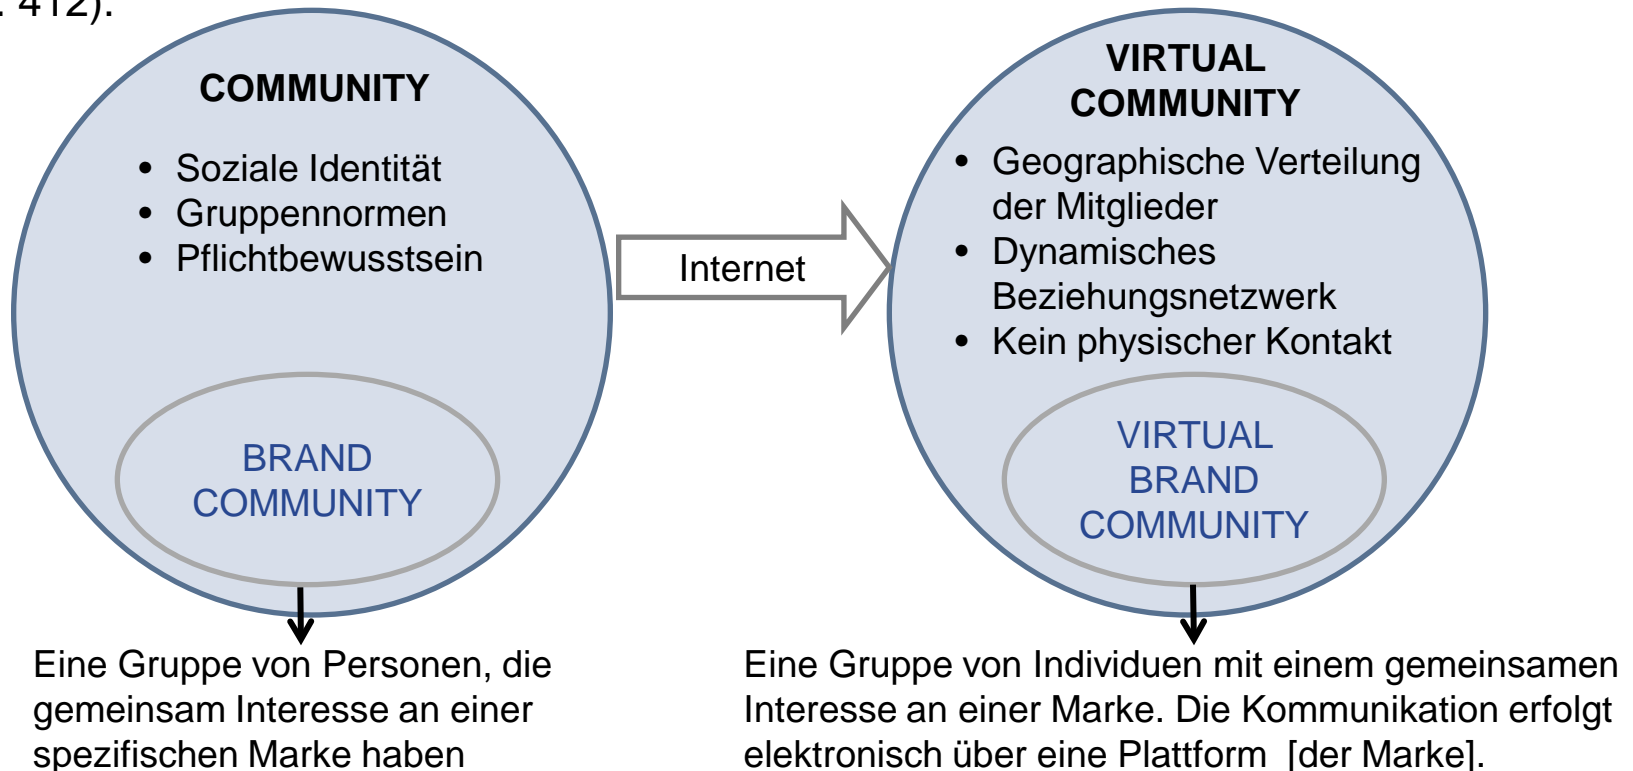 . 412).
COMMUNITY
• Soziale Identität
• Gruppennormen
• Pflichtbewusstsein
BRAND
COMMUNITY
Eine Gruppe von Personen, die
gemeinsam Interesse an einer
spezifischen Marke haben
Internet
VIRTUAL
COMMUNITY
• Geographische Verteilung
der Mitglieder
• Dynamisches
Beziehungsnetzwerk
• Kein physischer Kontakt
VIRTUAL
BRAND
COMMUNITY
Eine Gruppe von Individuen mit einem gemeinsamen
Interesse an einer Marke. Die Kommunikation erfolgt
elektronisch über eine Plattform [der Marke].